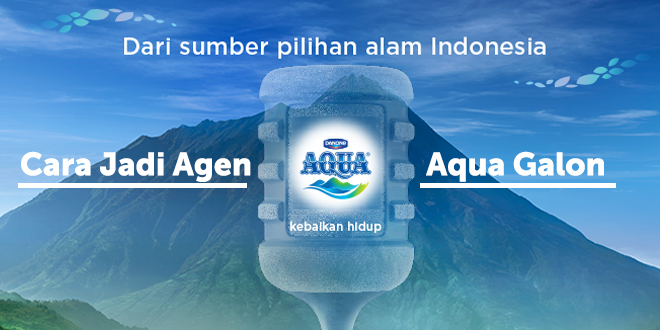 Dari sumber pilihan alam Indonesia
Cara Jadi Agen
Aqua Galon
DANONE
AQUA®
kebaikan hidup